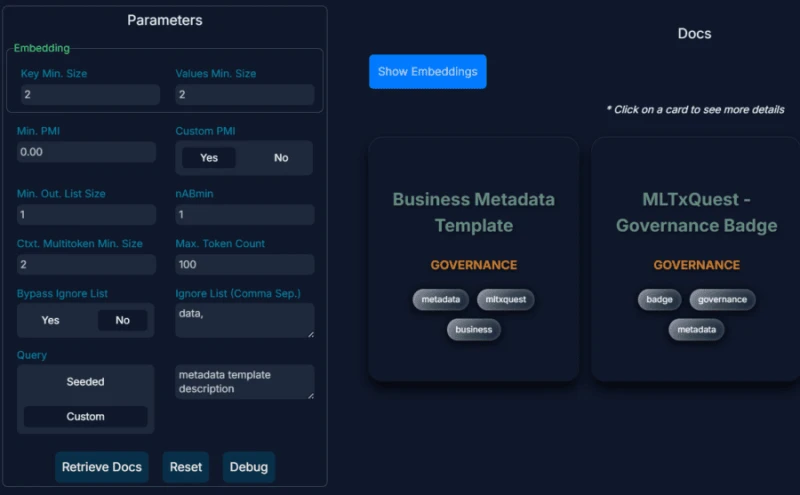 Parameters
Embedding
Key Min. Size
Values Min. Size
2
2
Min. PMI
Custom PMI
0.00
Yes
No
Min. Out. List Size
nABmin
1
1
Ctxt. Multitoken Min. Size
Max. Token Count
2
100
Bypass Ignore List
Ignore List (Comma Sep.)
Yes
No
data,
Query
Seeded
Custom
metadata template
description
Retrieve Docs
Reset
Debug
Docs
Show Embeddings
* Click on a card to see more details
Business Metadata
Template
GOVERNANCE
metadata
mltxquest
business
MLTxQuest -
Governance Badge
GOVERNANCE
badge
governance
metadata